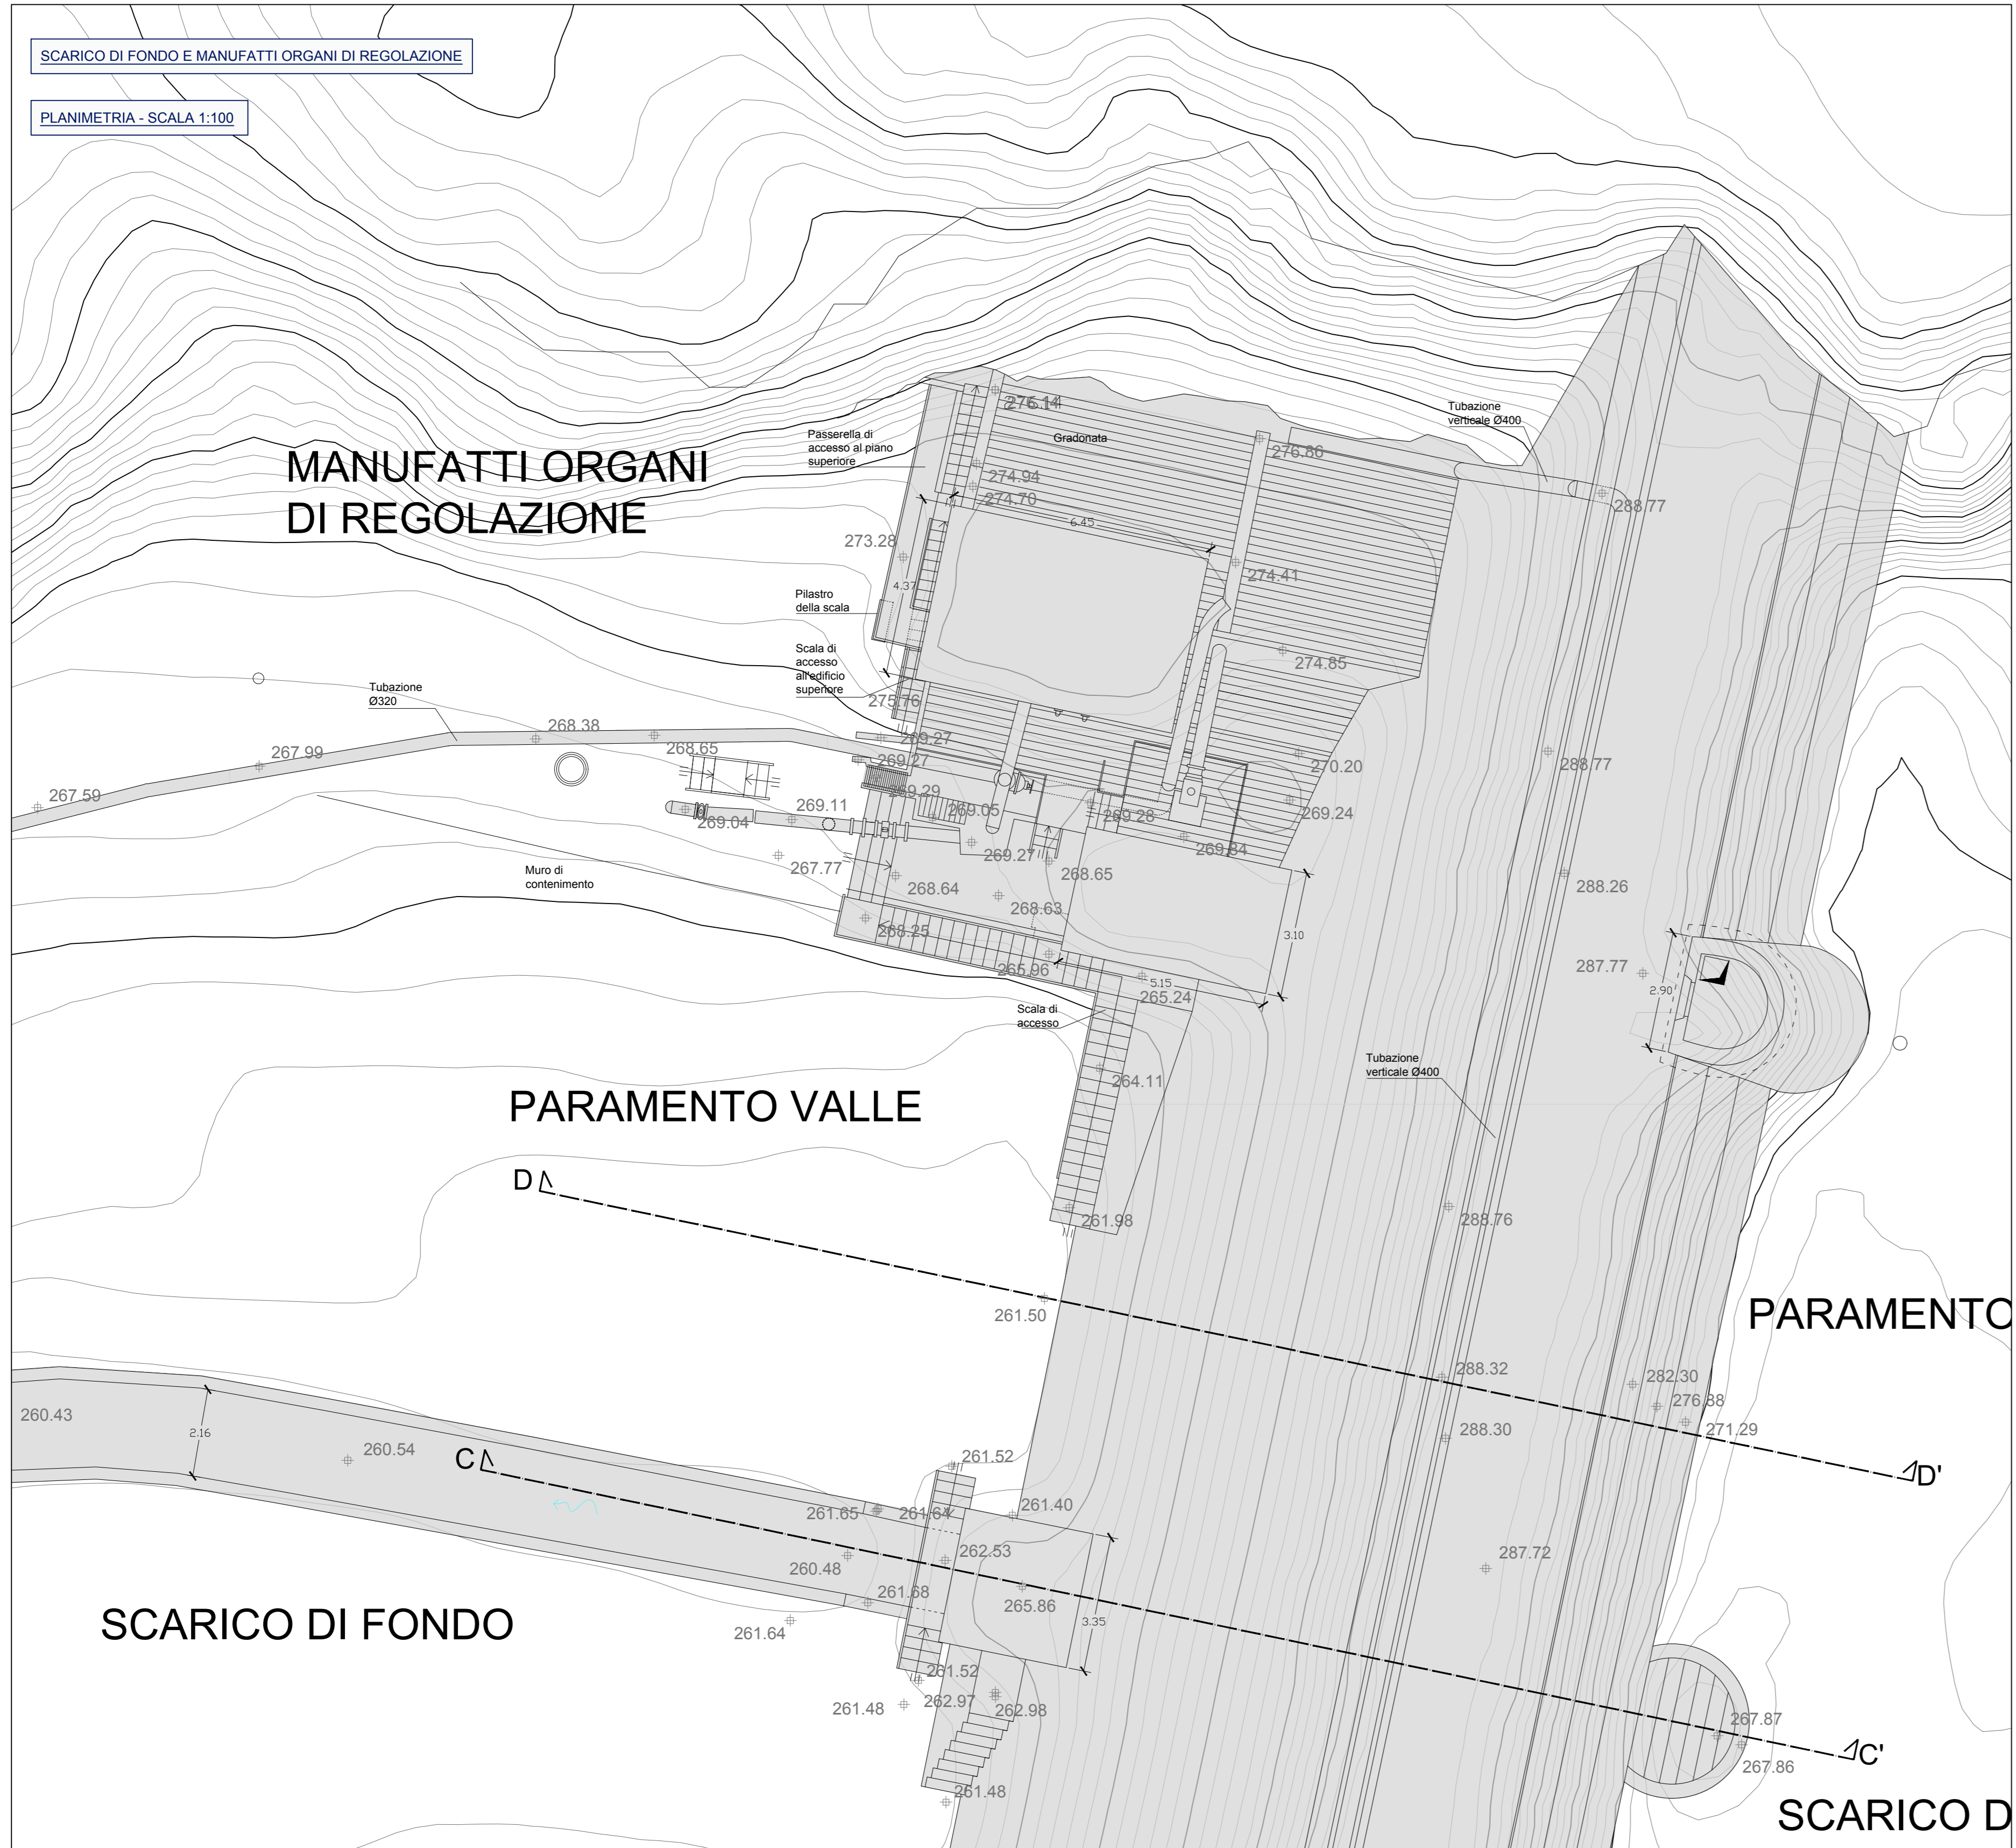 SCARICO DI FONDO E MANUFATTI ORGANI DI REGOLAZIONE
PLANIMETRIA - SCALA 1:100
MANUFATTI ORGANI
DI REGOLAZIONE
Passerella di
accesso al piano
superiore
276.14
Gradonata
Tubazione
verticale Ø400
276.86
274.94
274.70
288.77
6.45
273.28
274.41
4.37
Pilastro
della scala
Scala di
accesso
all'edificio
superiore
274.85
275.76
Tubazione
Ø320
268.38
269.27
268.65
267.99
269.27
270.20
288.77
267.59
269.29
269.11
269.05
269.28
269.24
269.04
269.27
269.84
267.77
268.65
Muro di
contenimento
268.64
288.26
268.63
268.25
3.10
265.96
287.77
5.15
265.24
2.90
Scala di
accesso
Tubazione
verticale Ø400
264.11
PARAMENTO VALLE
D
261.98
288.76
261.50
PARAMENTO
288.32
282.30
276.88
260.43
271.29
2.16
288.30
260.54
C
261.52
D'
261.65
261.64
261.40
260.48
262.53
287.72
261.68
265.86
SCARICO DI FONDO
261.64
3.35
261.52
261.48
262.97
262.98
267.87
C'
267.86
261.48
SCARICO D